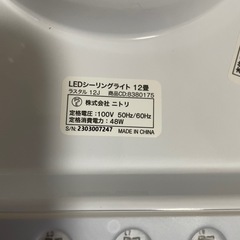 LEDシーリングライト 12畳
ラスタル 12J 商品CD:8380175
株式会社 ニトリ
定格電圧:100V 50Hz/60Hz
定格消費電力:48W
S/N: 2303007247
MADE IN CHINA